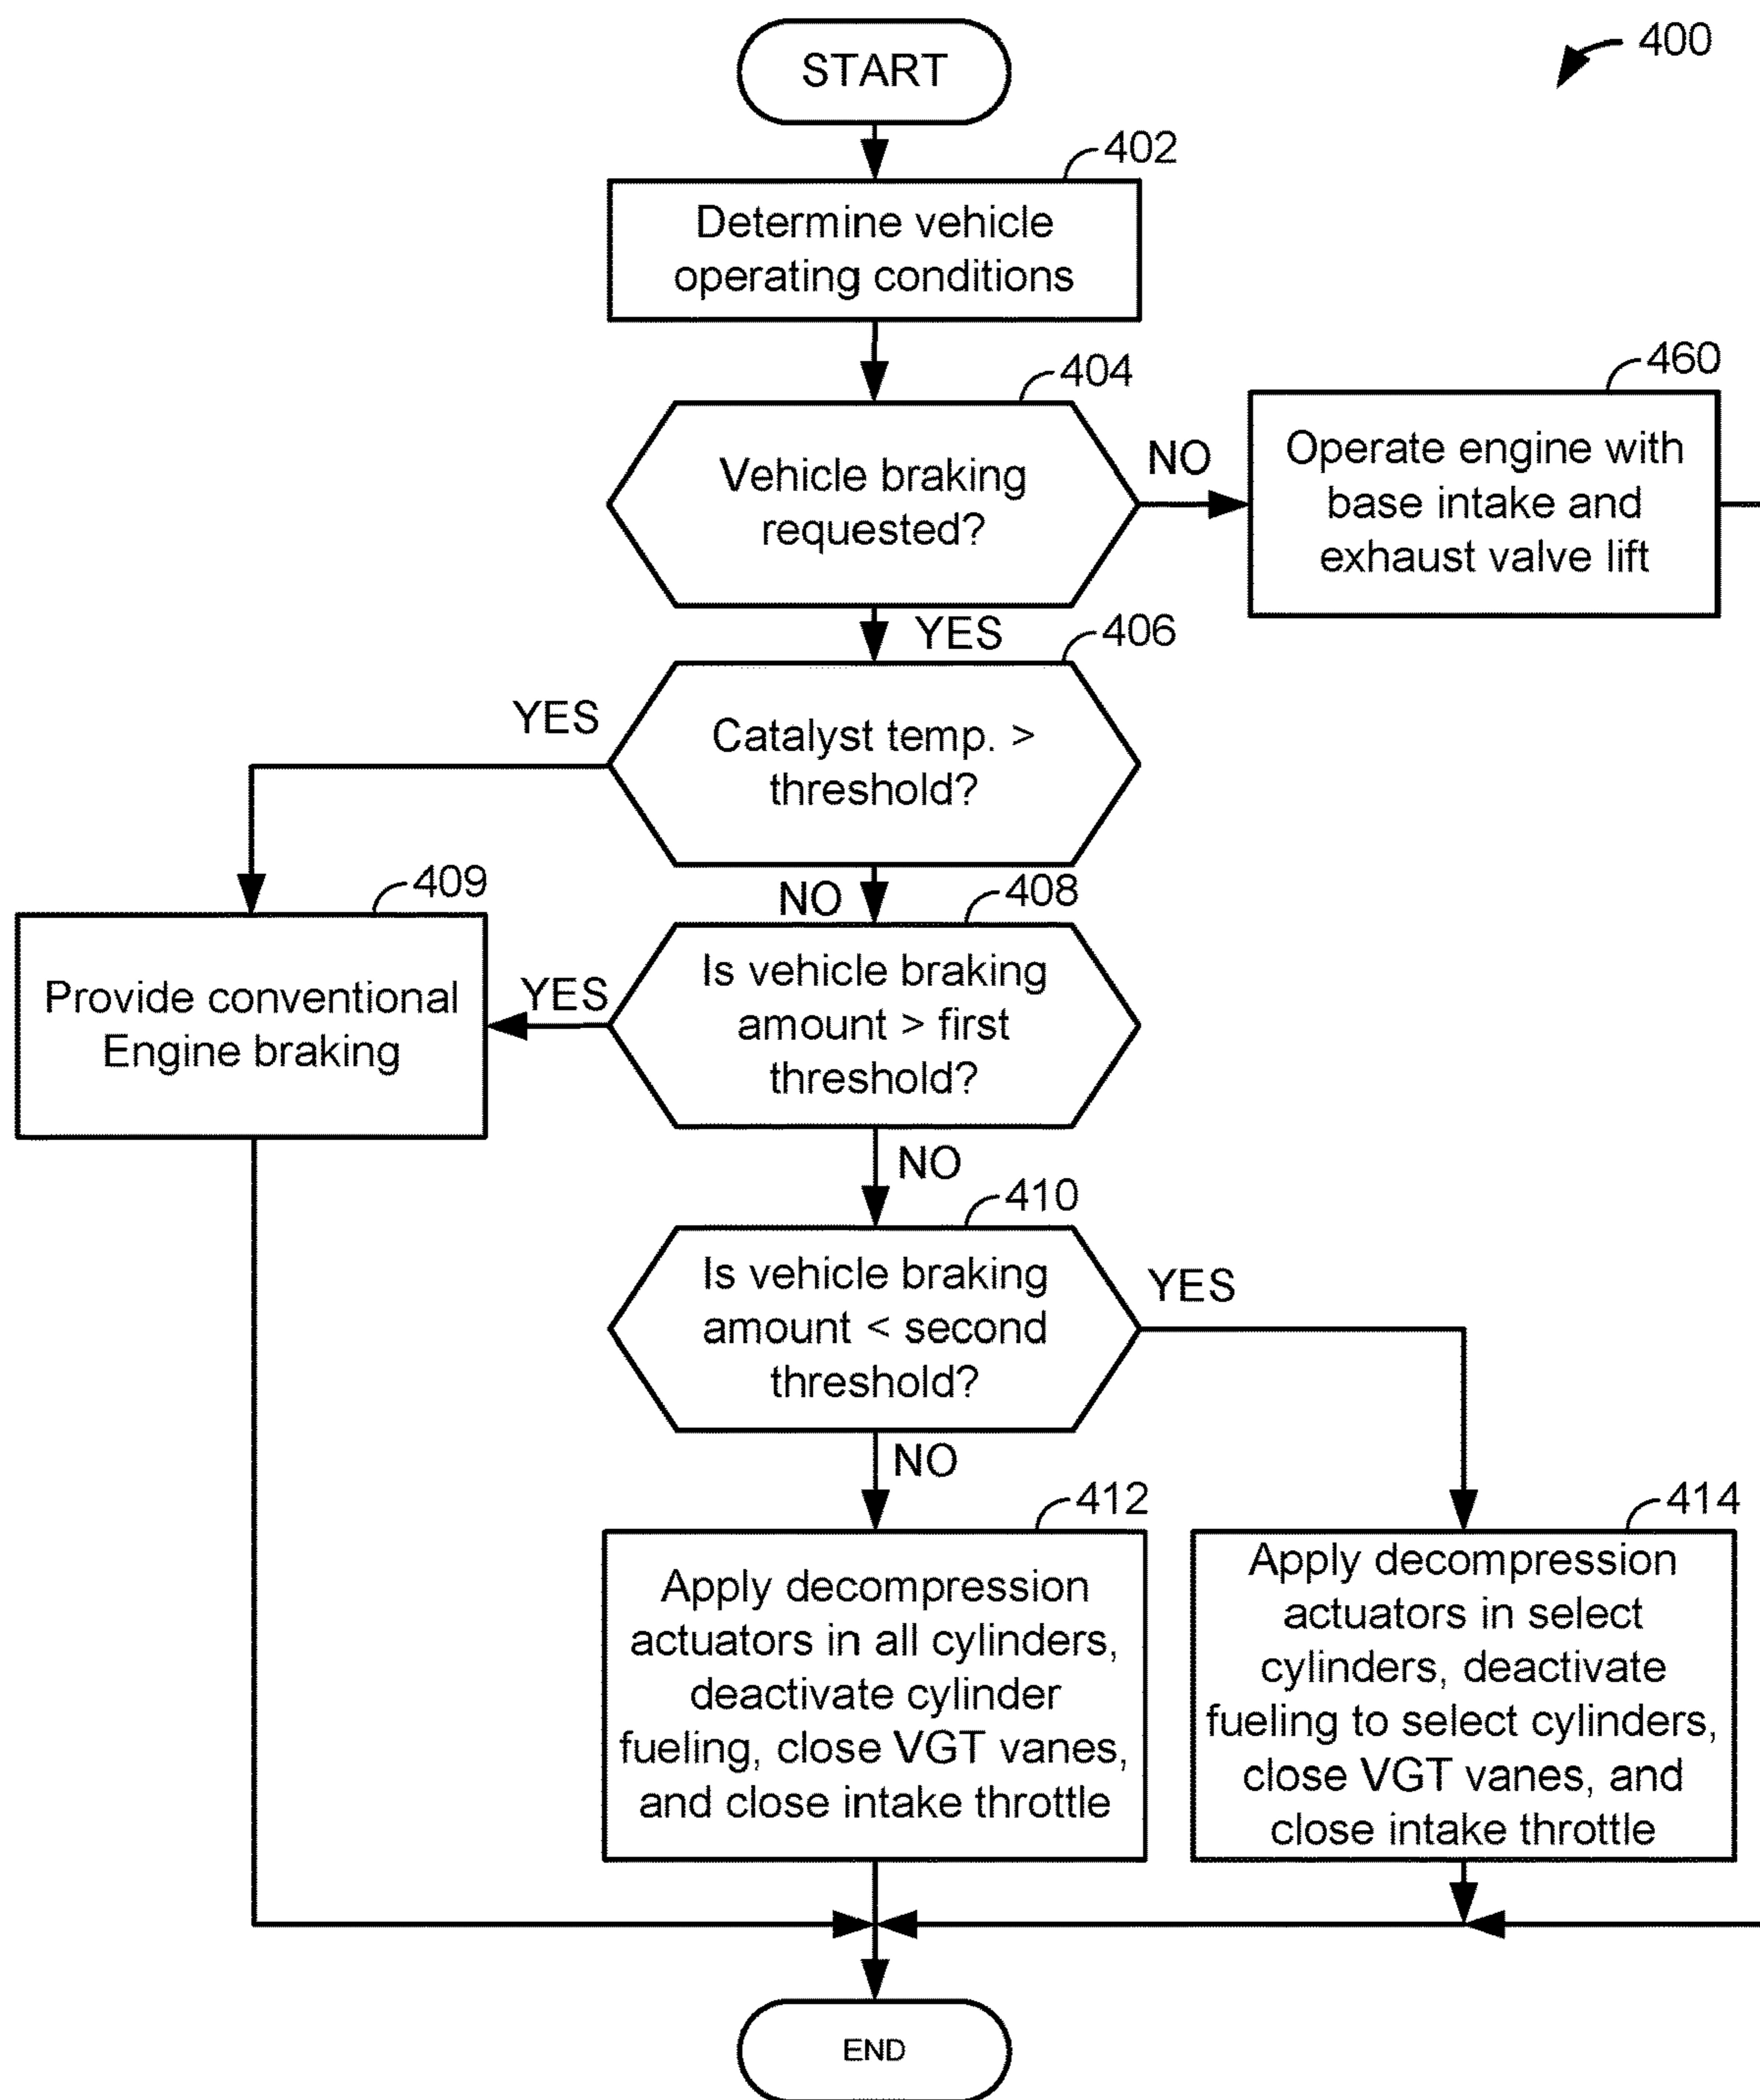 START
400
402
Determine vehicle
operating conditions
404
Vehicle braking
requested?
NO
460
Operate engine with
base intake and
exhaust valve lift
YES
406
Catalyst temp. >
threshold?
YES
409
Provide conventional
Engine braking
NO
408
Is vehicle braking
amount > first
threshold?
YES
NO
410
Is vehicle braking
amount < second
threshold?
YES
NO
412
Apply decompression
actuators in all cylinders,
deactivate cylinder
fueling, close VGT vanes,
and close intake throttle
414
Apply decompression
actuators in select
cylinders, deactivate
fueling to select cylinders,
close VGT vanes, and
close intake throttle
END